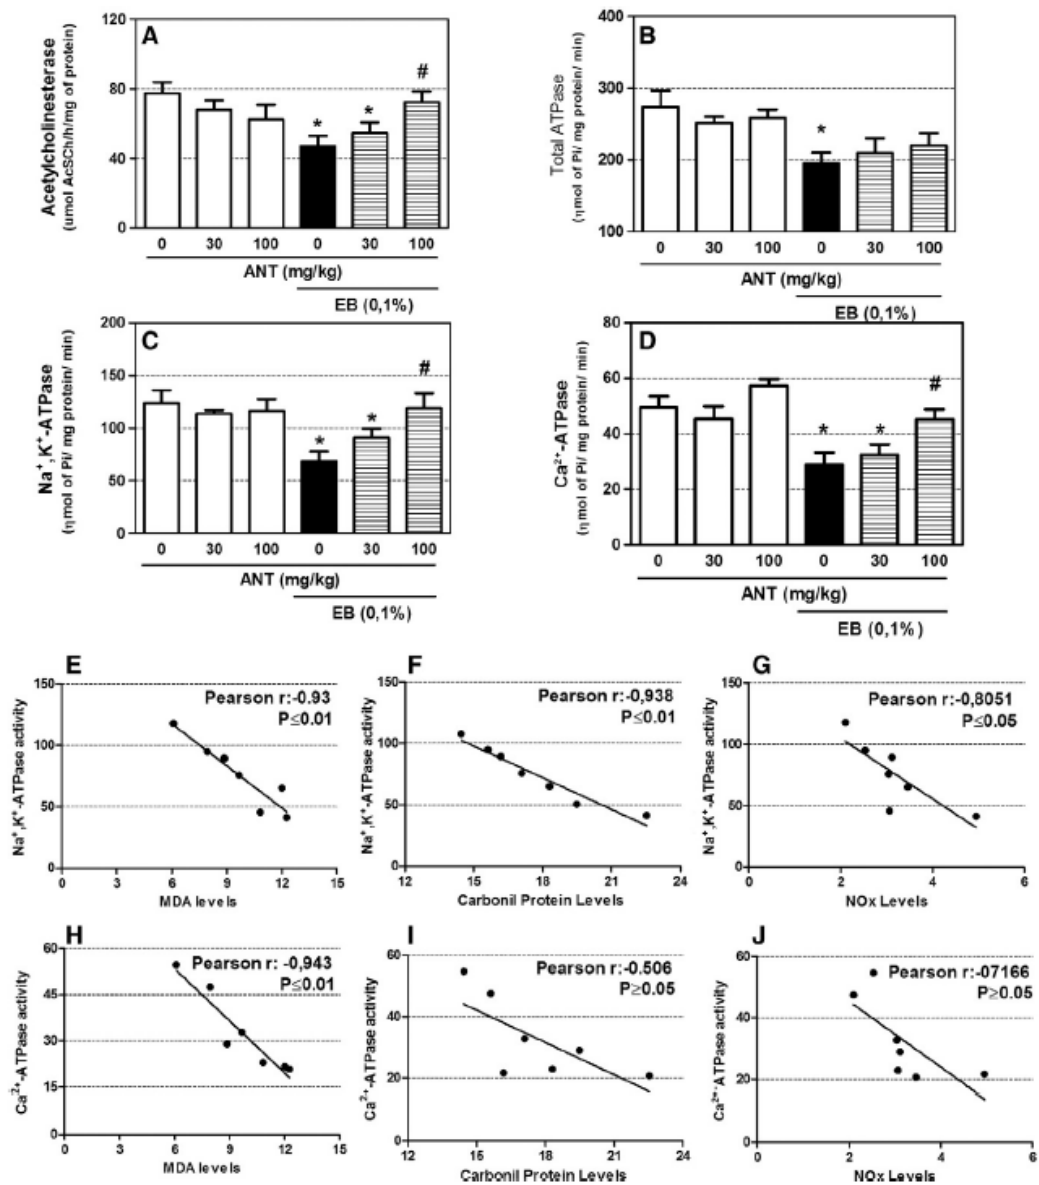 A
Acetylcholinesterase
(umol AcSCh/h/mg of protein)
120
80
40
0
*
*
#
0 30 100 0 30 100
ANT (mg/kg)
EB (0,1%)
B
Total ATPase
(ηmol of Pi/ mg protein/ min)
400
300
200
100
*
0 30 100 0 30 100
ANT (mg/kg)
EB (0,1%)
C
Na⁺,K⁺-ATPase
(ηmol of Pi/ mg protein/ min)
200
150
100
50
0
*
*
#
0 30 100 0 30 100
ANT (mg/kg)
EB (0,1%)
D
Ca²⁺-ATPase
(ηmol of Pi/ mg protein/ min)
80
60
40
20
0
*
*
#
0 30 100 0 30 100
ANT (mg/kg)
EB (0,1%)
E
Na⁺,K⁺-ATPase activity
Pearson r:-0.93
P≤0.01
150
100
50
0
0 3 6 9 12 15
MDA levels
F
Na⁺,K⁺-ATPase activity
Pearson r:-0,938
P≤0.01
150
100
50
0
12 15 18 21 24
Carbonil Protein Levels
G
Na⁺,K⁺-ATPase activity
Pearson r:-0,8051
P≤0.05
150
100
50
0
0 2 4 6
NOx Levels
H
Ca²⁺-ATPase activity
Pearson r: -0,943
P≤0.01
60
45
30
15
0
0 3 6 9 12 15
MDA levels
I
Ca²⁺-ATPase activity
Pearson r:-0.506
P≥0.05
60
40
20
0
12 15 18 21 24
Carbonil Protein Levels
J
Ca²⁺-ATPase activity
Pearson r:-07166
P≥0.05
60
40
20
0
0 2 4 6
NOx Levels